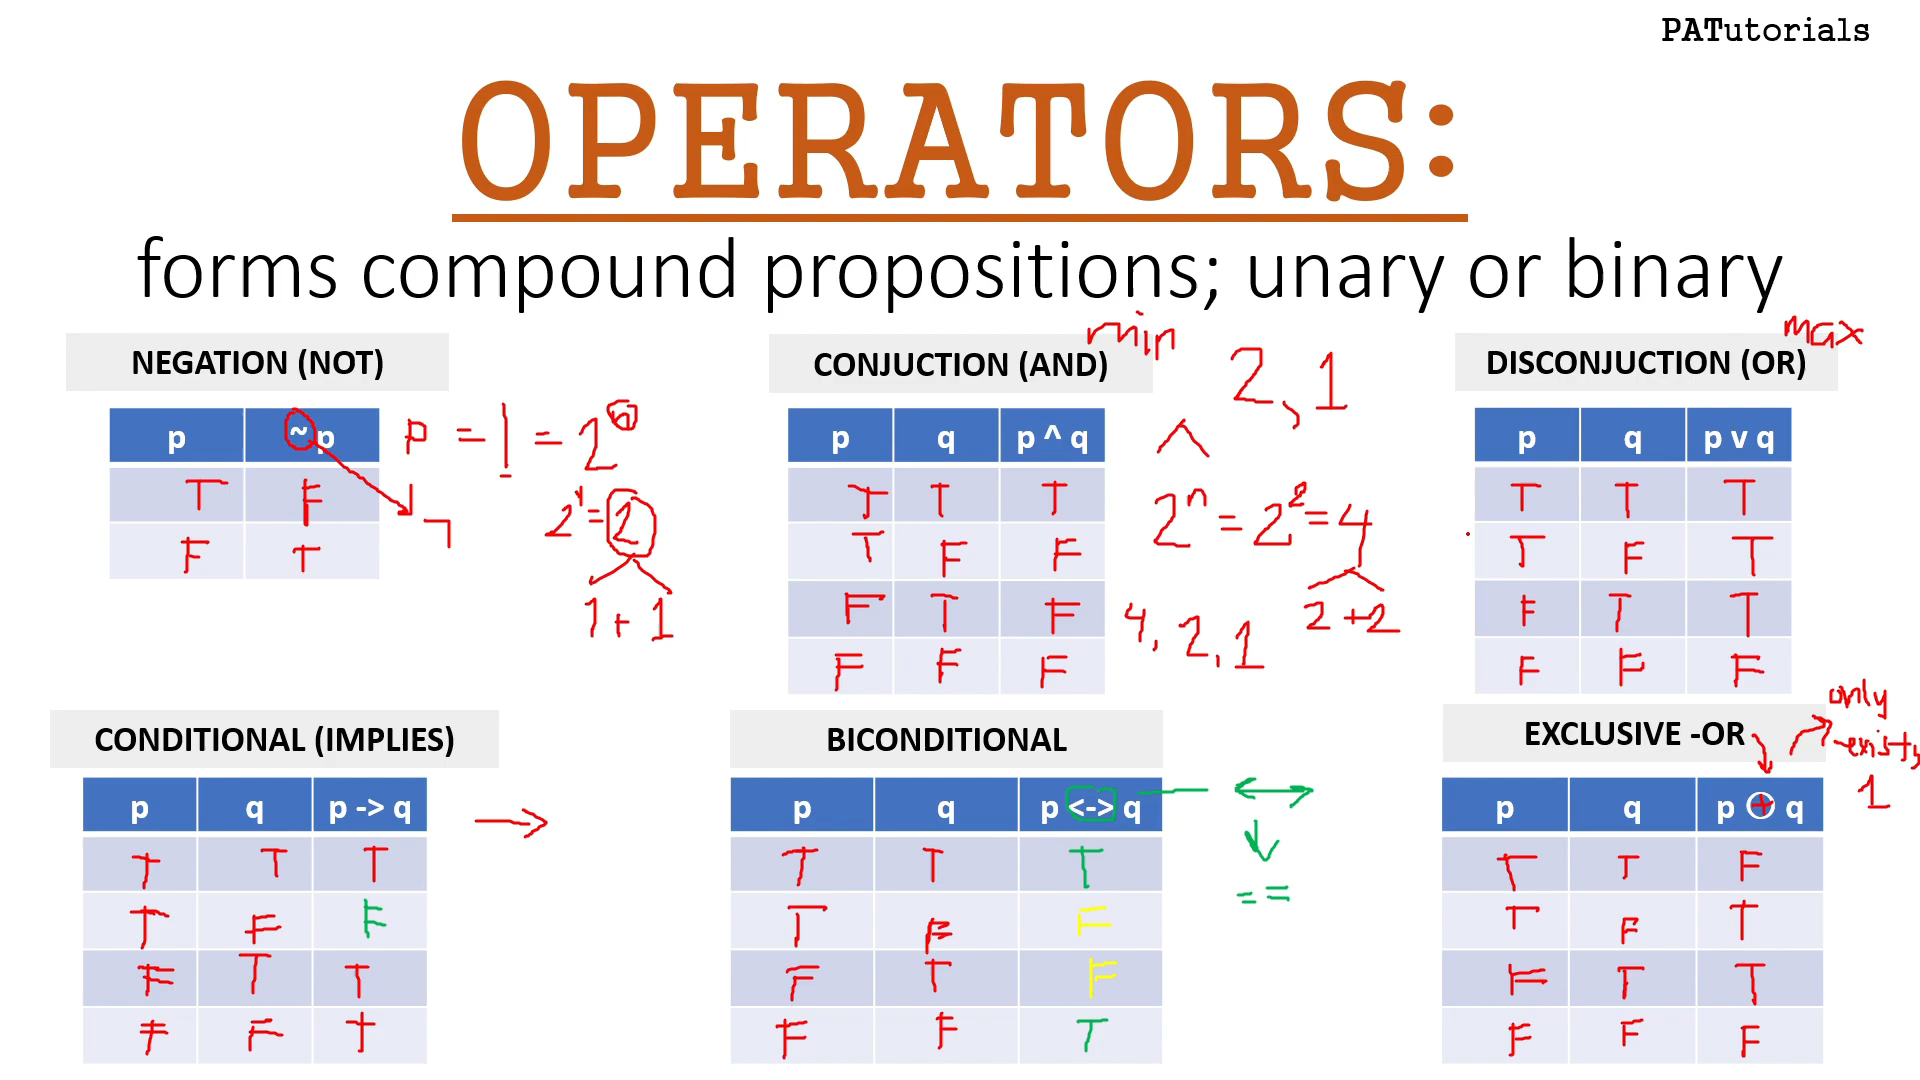 PATutorials
OPERATORS:
forms compound propositions; unary or binary
NEGATION (NOT)
p ~ p
T F
F T
p = 1 = 2
2¹ = 2
1 + 1
¬
CONJUCTION (AND)
min
2, 1
p q p ^ q
T T T
T F F
F T F
F F F
^
2ⁿ = 2² = 4
2 + 2
4, 2, 1
DISCONJUCTION (OR)
max
p q p v q
T T T
T F T
F T T
F F F
CONDITIONAL (IMPLIES)
p q p -> q
T T T
T F F
F T T
F F T
→
BICONDITIONAL
p q p <-> q
T T T
T F F
F T F
F F T
↔
==
EXCLUSIVE -OR
only
exists
1
p q p ⊕ q
T T F
T F T
F T T
F F F